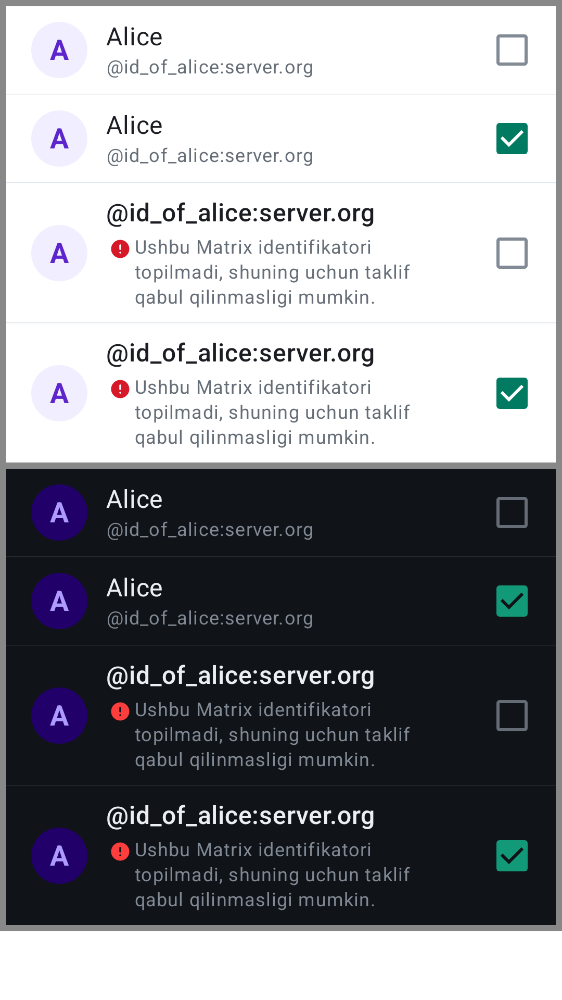 A
Alice
@id_of_alice:server.org
A
Alice
@id_of_alice:server.org
A
@id_of_alice:server.org
Ushbu Matrix identifikatori
topilmadi, shuning uchun taklif
qabul qilinmasligi mumkin.
A
@id_of_alice:server.org
Ushbu Matrix identifikatori
topilmadi, shuning uchun taklif
qabul qilinmasligi mumkin.
A
Alice
@id_of_alice:server.org
A
Alice
@id_of_alice:server.org
A
@id_of_alice:server.org
Ushbu Matrix identifikatori
topilmadi, shuning uchun taklif
qabul qilinmasligi mumkin.
A
@id_of_alice:server.org
Ushbu Matrix identifikatori
topilmadi, shuning uchun taklif
qabul qilinmasligi mumkin.